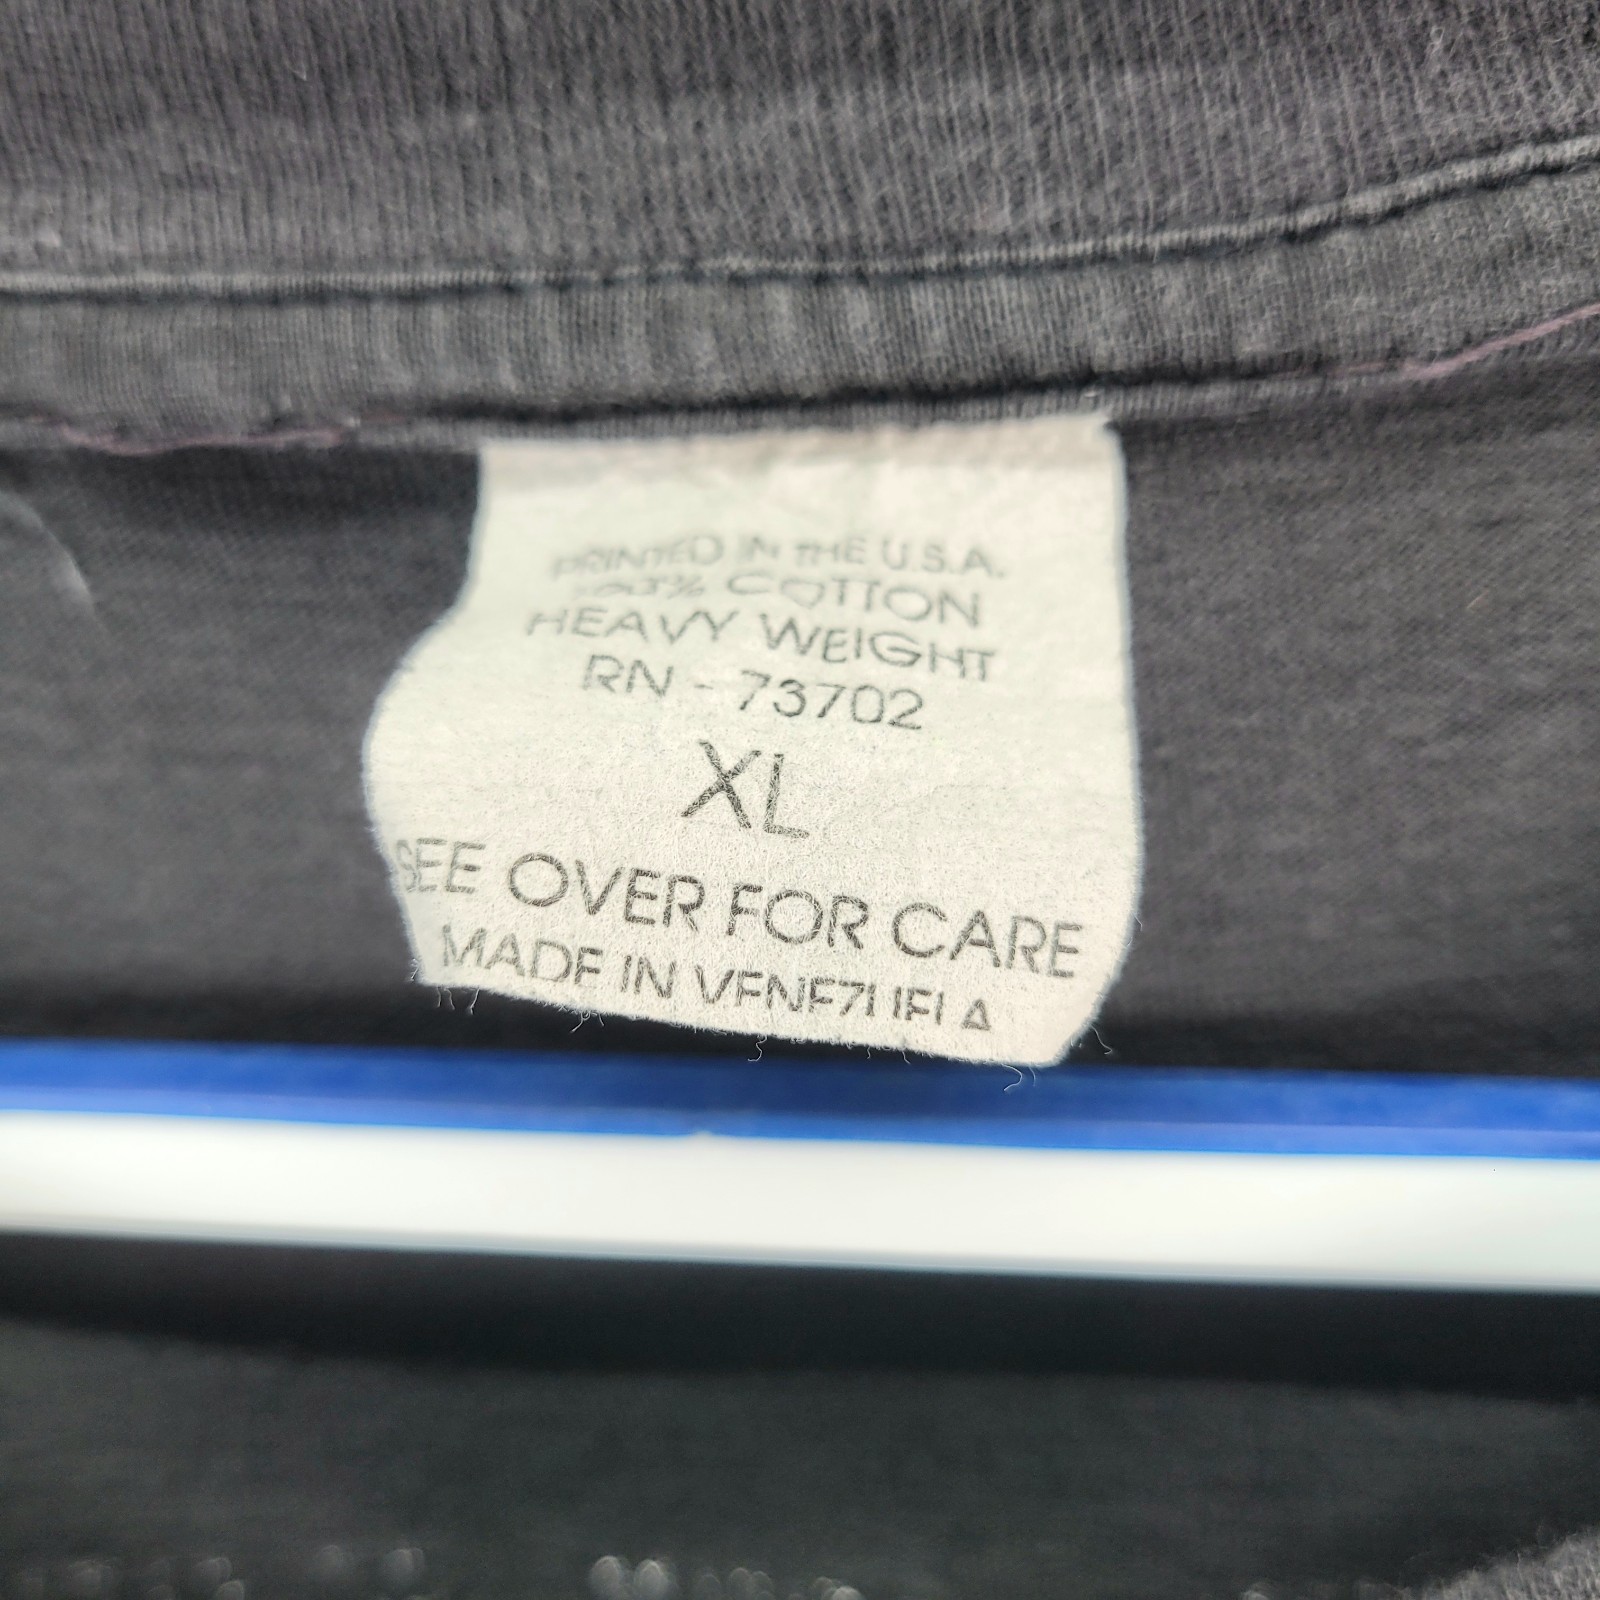 PRINTED IN THE U.S.A.
COTTON
HEAVY WEIGHT
RN - 73702
XL
SEE OVER FOR CARE
MADE IN VENEZUELA